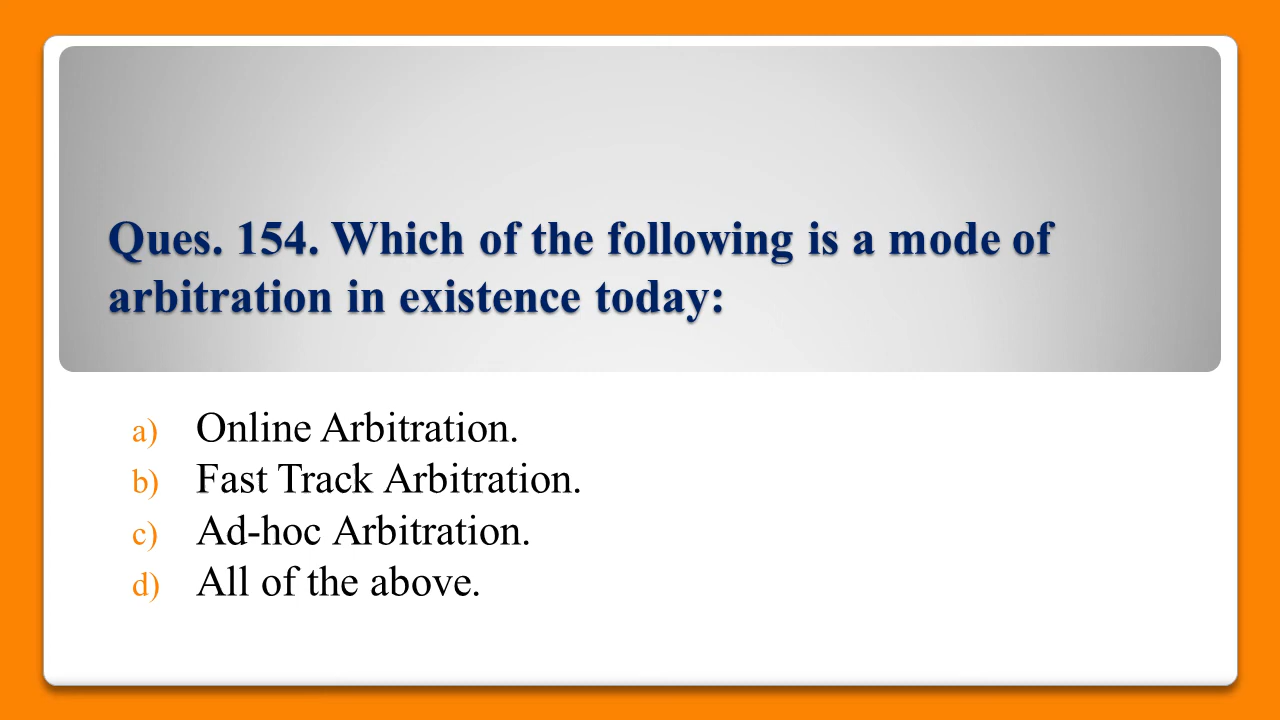 Ques. 154. Which of the following is a mode of
arbitration in existence today:
a) Online Arbitration.
b) Fast Track Arbitration.
c) Ad-hoc Arbitration.
d) All of the above.